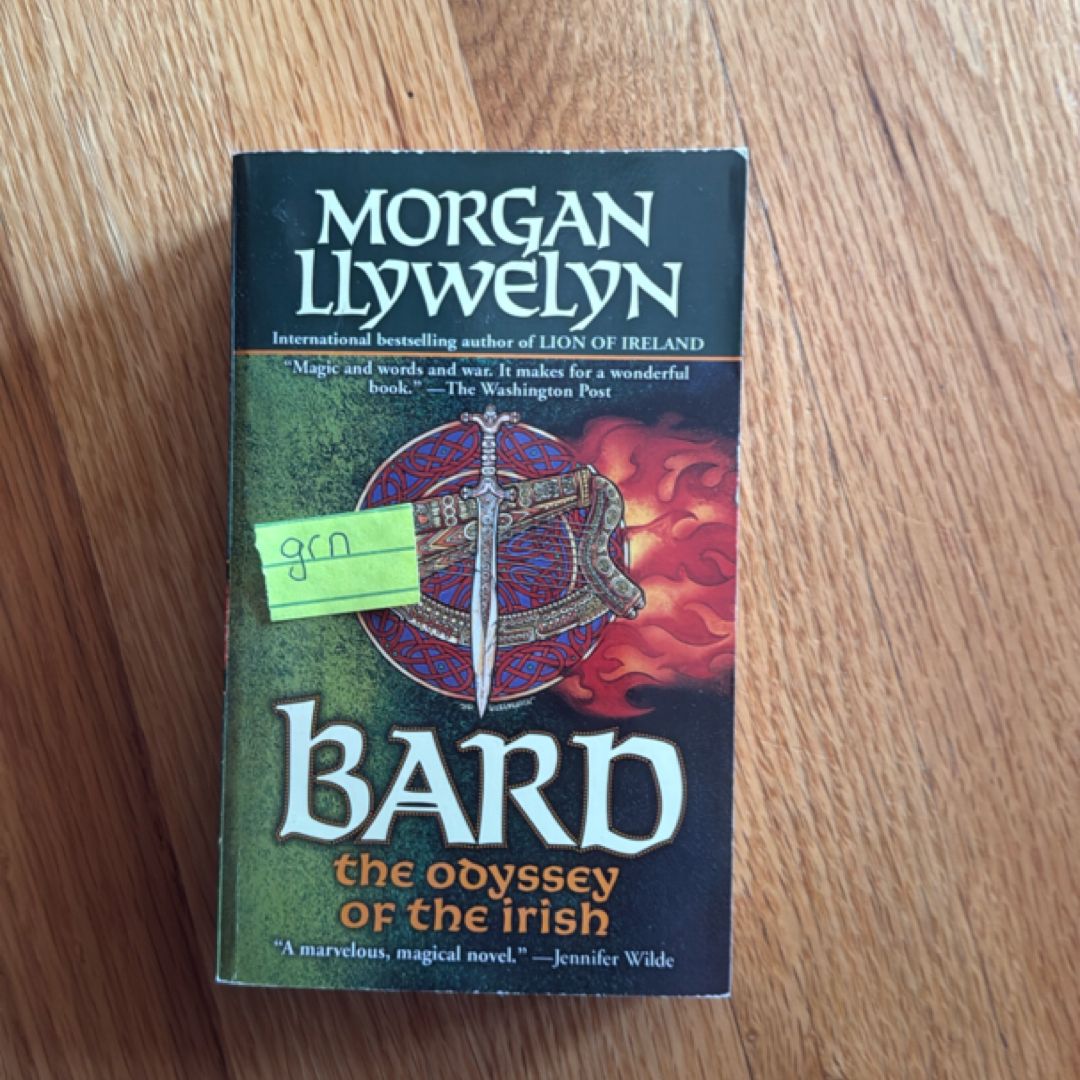 MORGAN
LLYWELYN
International bestselling author of LION OF IRELAND
“Magic and words and war. It makes for a wonderful
book.” —The Washington Post
grn
BARD
the odyssey
of the irish
“A marvelous, magical novel.” —Jennifer Wilde